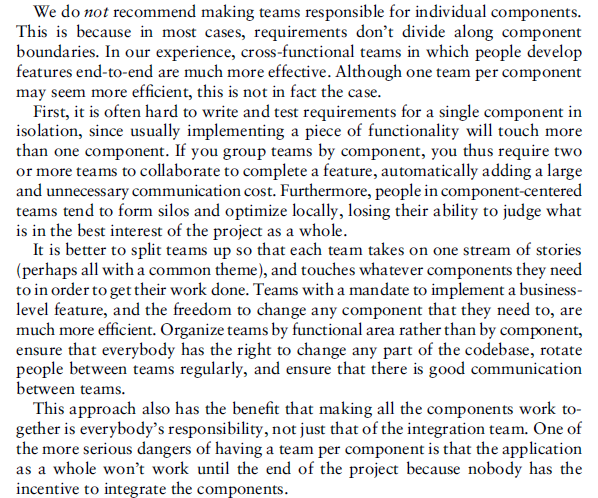 We do not recommend making teams responsible for individual components.
This is because in most cases, requirements don't divide along component
boundaries. In our experience, cross-functional teams in which people develop
features end-to-end are much more effective. Although one team per component
may seem more efficient, this is not in fact the case.
First, it is often hard to write and test requirements for a single component in
isolation, since usually implementing a piece of functionality will touch more
than one component. If you group teams by component, you thus require two
or more teams to collaborate to complete a feature, automatically adding a large
and unnecessary communication cost. Furthermore, people in component-centered
teams tend to form silos and optimize locally, losing their ability to judge what
is in the best interest of the project as a whole.
It is better to split teams up so that each team takes on one stream of stories
(perhaps all with a common theme), and touches whatever components they need
to in order to get their work done. Teams with a mandate to implement a business-
level feature, and the freedom to change any component that they need to, are
much more efficient. Organize teams by functional area rather than by component,
ensure that everybody has the right to change any part of the codebase, rotate
people between teams regularly, and ensure that there is good communication
between teams.
This approach also has the benefit that making all the components work to-
gether is everybody's responsibility, not just that of the integration team. One of
the more serious dangers of having a team per component is that the application
as a whole won't work until the end of the project because nobody has the
incentive to integrate the components.